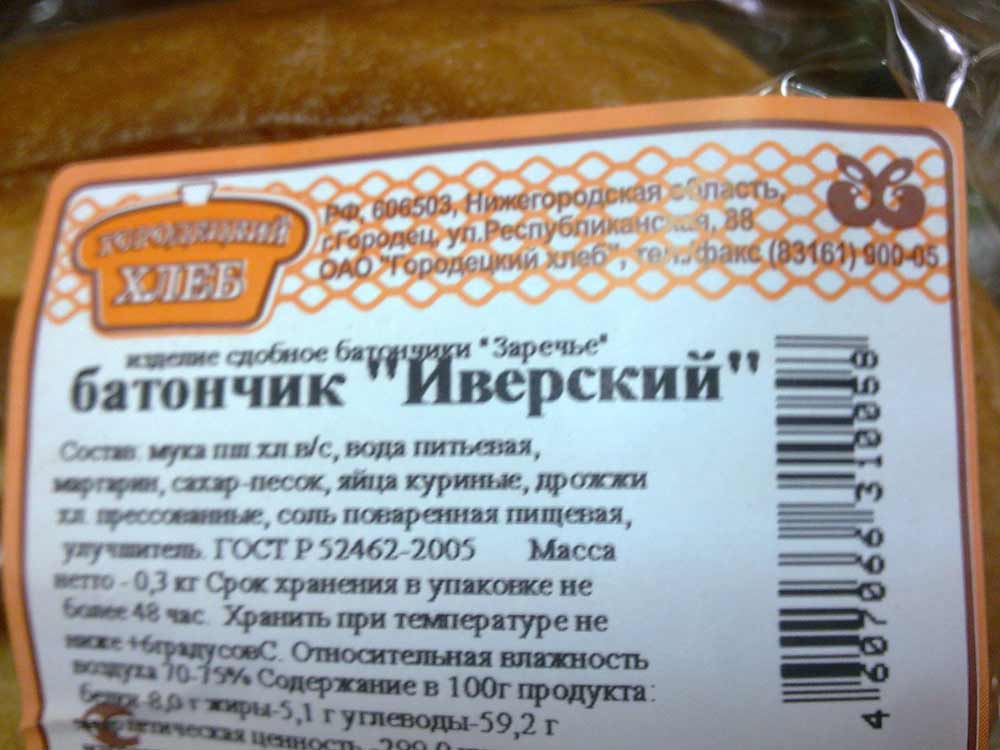 ГОРОДЕЦКИЙ
ХЛЕБ
РФ, 606503, Нижегородская область,
г.Городец, ул.Республиканская, 88
ОАО "Городецкий хлеб", тел./факс (83161) 900-05
изделие сдобное батончики "Заречье"
батончик "Иверский"
Состав: мука пш хл в/с, вода питьевая,
маргарин, сахар-песок, яйца куриные, дрожжи
хл. прессованные, соль поваренная пищевая,
улучшитель. ГОСТ Р 52462-2005 Масса
нетто - 0,3 кг Срок хранения в упаковке не
более 48 час. Хранить при температуре не
ниже +6градусовС. Относительная влажность
воздуха 70-75% Содержание в 100г продукта:
белки-8,0 г жиры-5,1 г углеводы-59,2 г
ценность
4 607066 310058